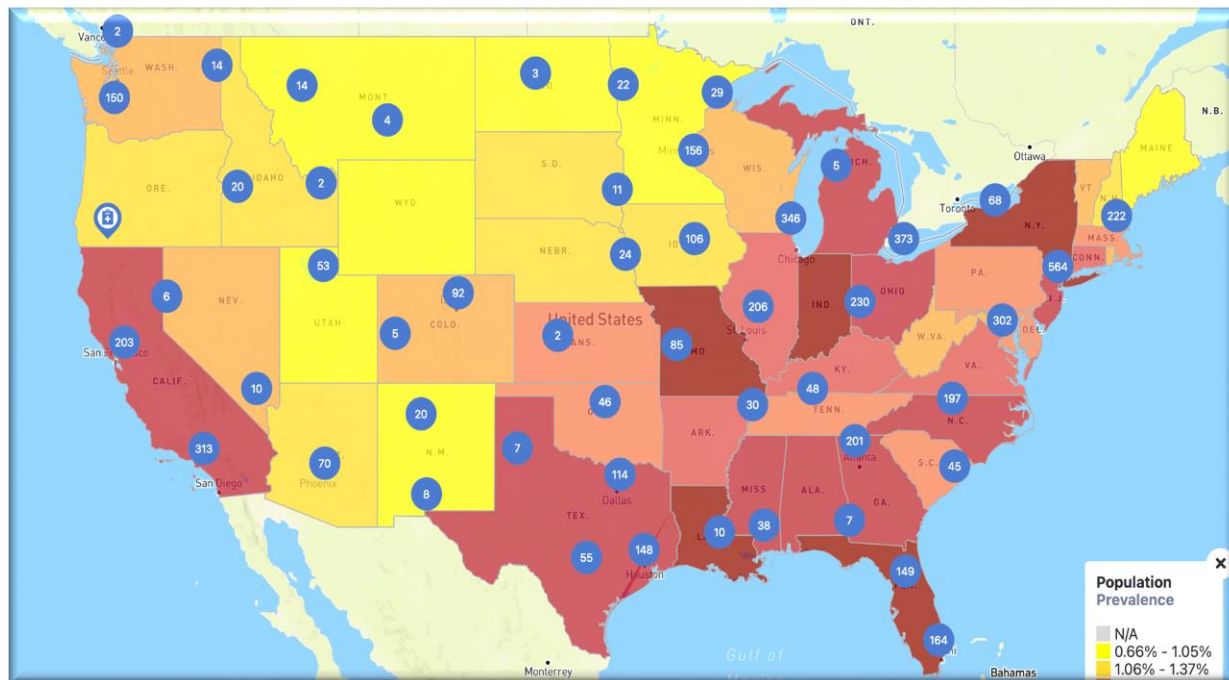 ONT.
Vanc
2
WASH.
14
Seattle
150
14
MONT.
4
3
22
29
MINN.
Minn
156
N.B.
MAINE
Ottawa
ORE.
IDAHO
20
2
S.D.
11
WIS.
346
5
MICH.
Toronto
68
N.Y.
VT.
N.H.
222
MASS.
CONN.
564
WYO.
NEBR.
24
106
Chicago
373
53
6
NEV.
UTAH
92
COLO.
5
United States
2
206
St Louis
85
MO.
IND.
230
OHIO
PA.
302
N.J.
DEL.
W.VA.
VA.
203
San
CALIF.
10
KY.
48
197
N.C.
46
30
TENN.
313
San Diego
70
Phoenix
20
N.M.
8
7
ARK.
201
Atlanta
S.C.
45
114
Dallas
MISS.
ALA.
GA.
TEX.
55
148
Houston
10
38
7
149
164
Monterrey
Gulf of
Bahamas
×
Population
Prevalence
N/A
0.66% - 1.05%
1.06% - 1.37%